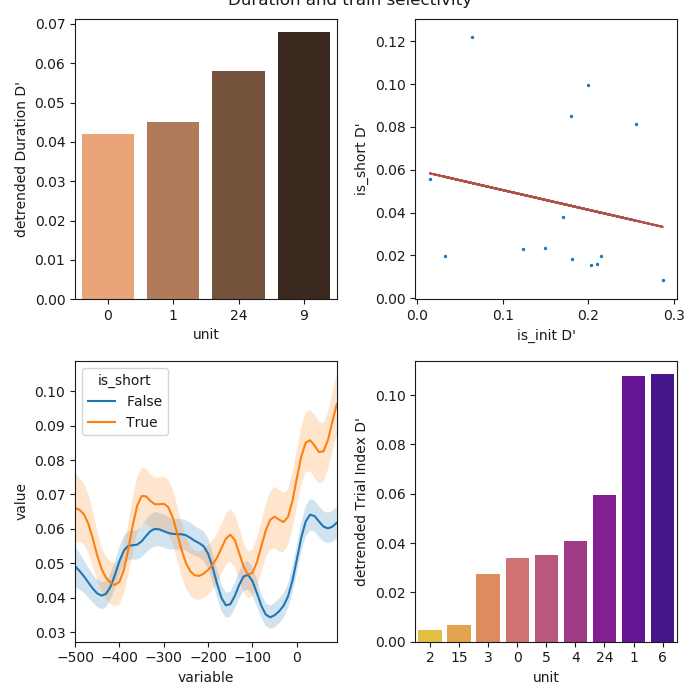 Duration and train selectivity
0.07
0.06
0.05
0.04
0.03
0.02
0.01
0.00
detrended Duration D'
0 1 24 9
unit
0.12
0.10
0.08
0.06
0.04
0.02
0.00
is_short D'
0.0 0.1 0.2 0.3
is_init D'
is_short
False
True
0.10
0.09
0.08
0.07
0.06
0.05
0.04
0.03
value
−500 −400 −300 −200 −100 0
variable
0.10
0.08
0.06
0.04
0.02
0.00
detrended Trial Index D'
2 15 3 0 5 4 24 1 6
unit